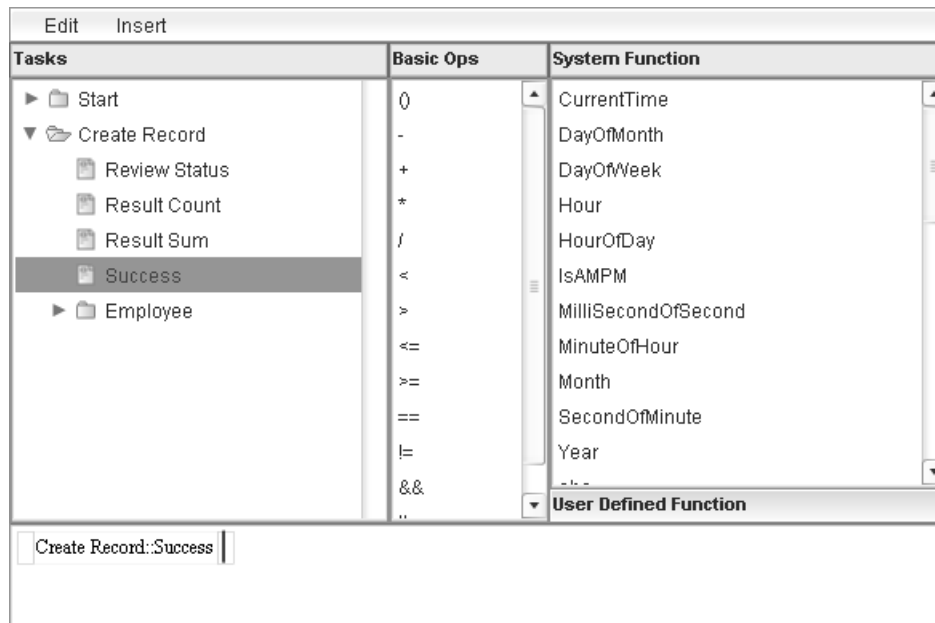 Edit Insert
Tasks
Start
Create Record
Review Status
Result Count
Result Sum
Success
Employee
Basic Ops
()
-
+
*
/
<
>
<=
>=
==
!=
&&
System Function
CurrentTime
DayOfMonth
DayOfWeek
Hour
HourOfDay
IsAMPM
MilliSecondOfSecond
MinuteOfHour
Month
SecondOfMinute
Year
User Defined Function
Create Record::Success